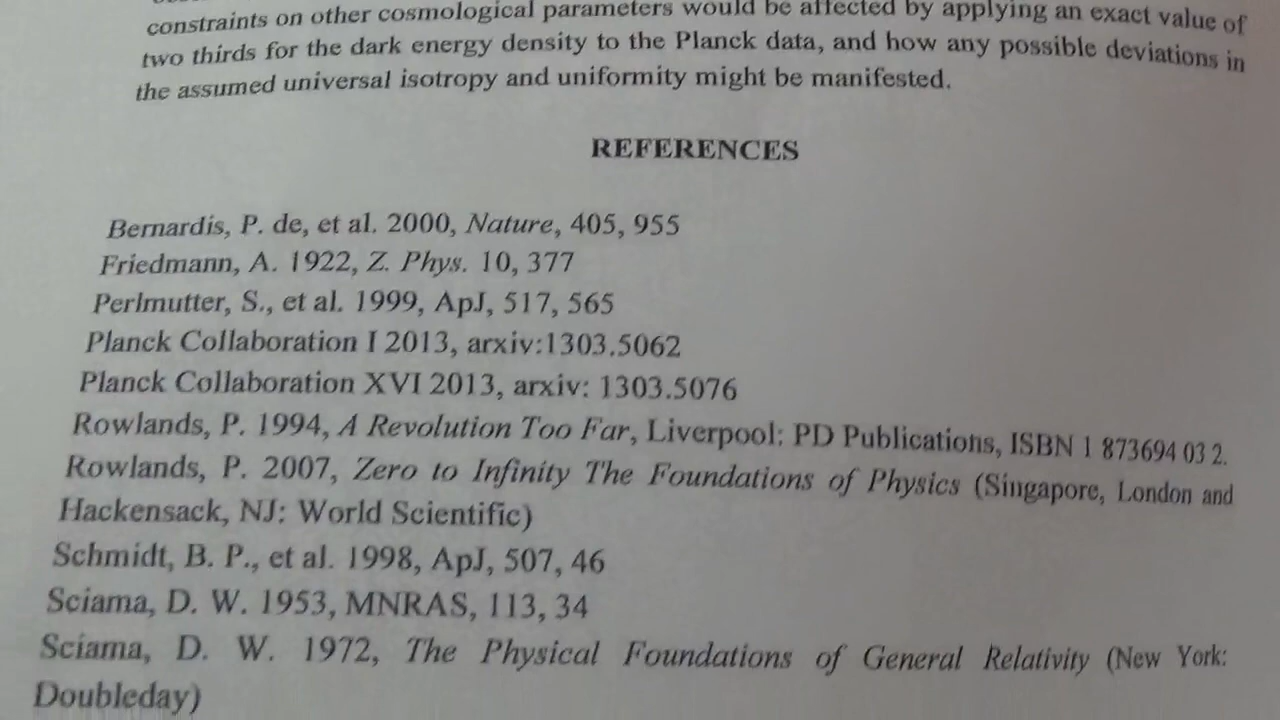 constraints on other cosmological parameters would be affected by applying an exact value of
two thirds for the dark energy density to the Planck data, and how any possible deviations in
the assumed universal isotropy and uniformity might be manifested.
REFERENCES
Bernardis, P. de, et al. 2000, Nature, 405, 955
Friedmann, A. 1922, Z. Phys. 10, 377
Perlmutter, S., et al. 1999, ApJ, 517, 565
Planck Collaboration I 2013, arxiv:1303.5062
Planck Collaboration XVI 2013, arxiv: 1303.5076
Rowlands, P. 1994, A Revolution Too Far, Liverpool: PD Publications, ISBN 1 873694 03 2.
Rowlands, P. 2007, Zero to Infinity The Foundations of Physics (Singapore, London and
Hackensack, NJ: World Scientific)
Schmidt, B. P., et al. 1998, ApJ, 507, 46
Sciama, D. W. 1953, MNRAS, 113, 34
Sciama, D. W. 1972, The Physical Foundations of General Relativity (New York:
Doubleday)